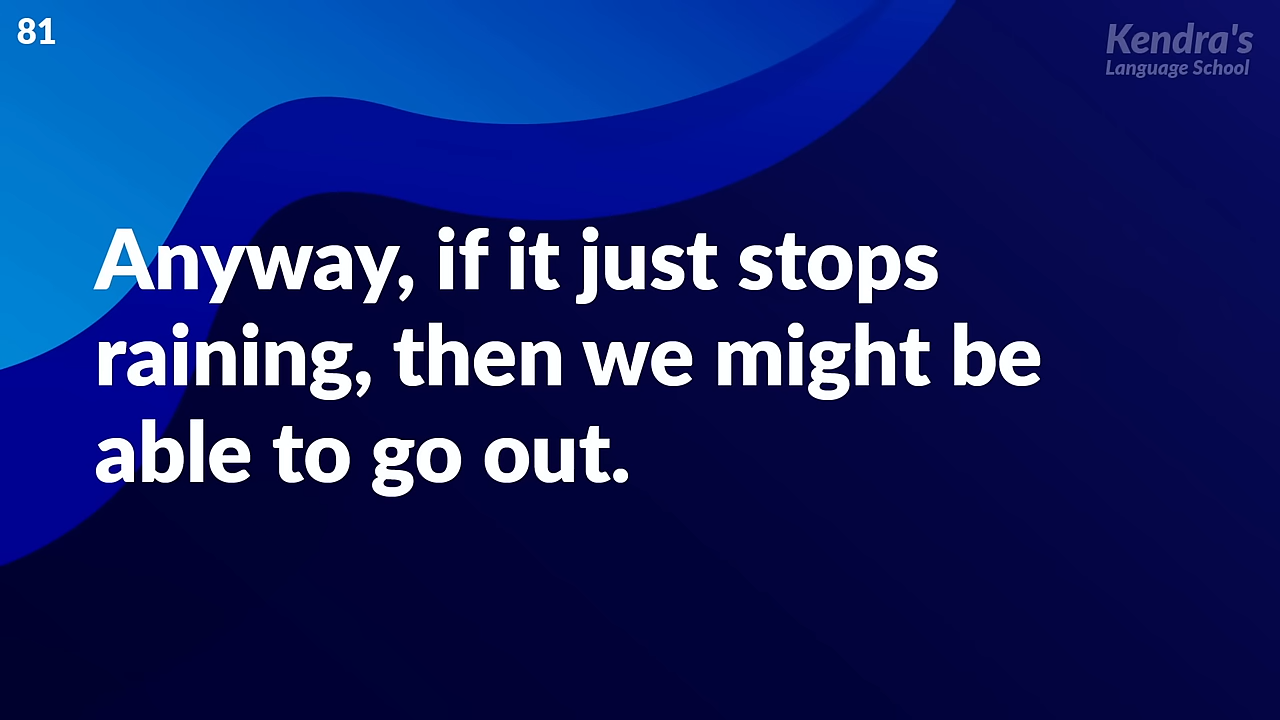 81
Kendra's
Language School
Anyway, if it just stops
raining, then we might be
able to go out.